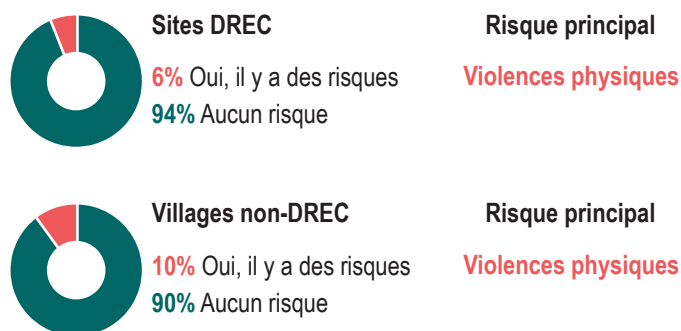 Sites DREC
Risque principal
6% Oui, il y a des risques
Violences physiques
94% Aucun risque
Villages non-DREC
Risque principal
10% Oui, il y a des risques
Violences physiques
90% Aucun risque